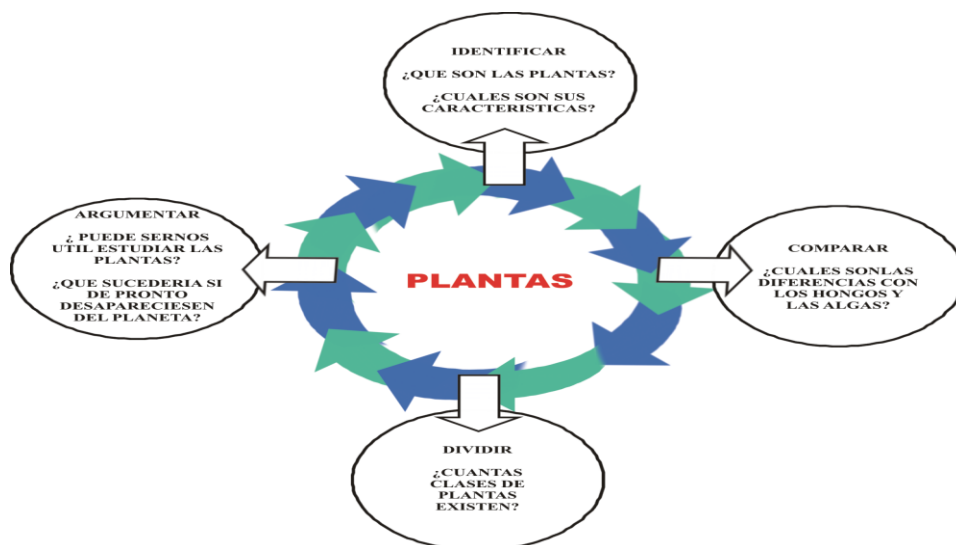 IDENTIFICAR
¿QUE SON LAS PLANTAS?
¿CUALES SON SUS
CARACTERISTICAS?
ARGUMENTAR
¿ PUEDE SERNOS
UTIL ESTUDIAR LAS
PLANTAS?
¿QUE SUCEDERIA SI
DE PRONTO
DESAPARECIESEN
DEL PLANETA?
PLANTAS
COMPARAR
¿CUALES SONLAS
DIFERENCIAS CON
LOS HONGOS Y
LAS ALGAS?
DIVIDIR
¿CUANTAS
CLASES DE
PLANTAS
EXISTEN?